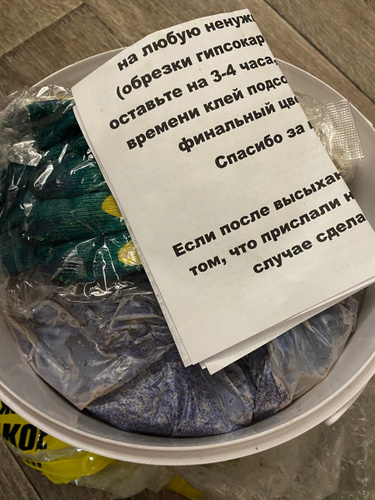 на любую ненуж
(обрезки гипсокар
оставьте на 3-4 часа,
времени клей подсо
финальный цве
Спасибо за
Если после высыхан
том, что прислали н
случае сдела
КОЕ